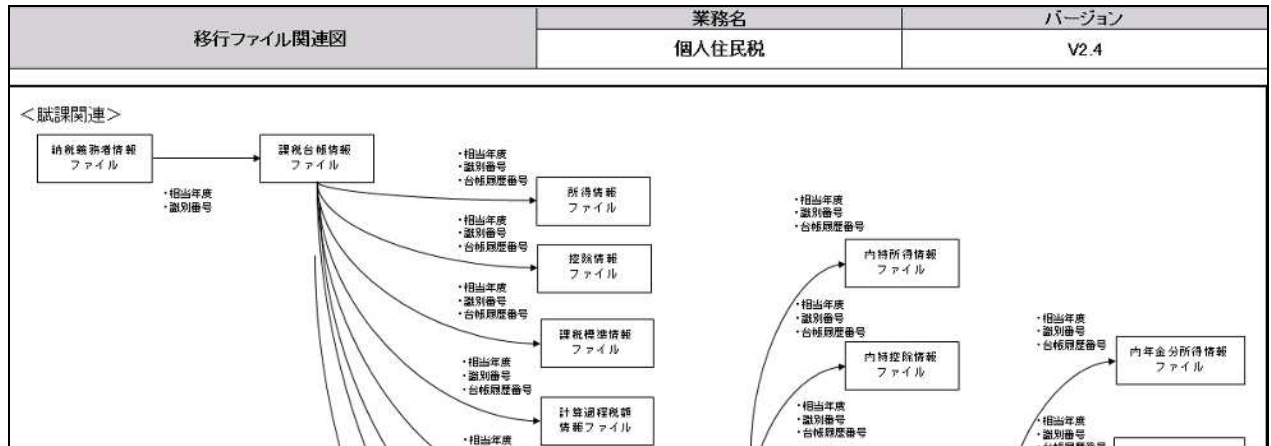 移行ファイル関連図
業務名
バージョン
個人住民税
V2.4
＜賦課関連＞
納税義務者情報
ファイル
・相当年度
・識別番号
課税台帳情報
ファイル
・相当年度
・識別番号
・台帳履歴番号
所得情報
ファイル
・相当年度
・識別番号
・台帳履歴番号
控除情報
ファイル
・相当年度
・識別番号
・台帳履歴番号
課税標準情報
ファイル
・相当年度
・識別番号
・台帳履歴番号
計算過程税額
情報ファイル
・相当年度
・相当年度
・識別番号
・台帳履歴番号
内特所得情報
ファイル
・相当年度
・識別番号
・台帳履歴番号
内特控除情報
ファイル
・相当年度
・識別番号
・台帳履歴番号
・相当年度
・識別番号
・台帳履歴番号
内年金分所得情報
ファイル
・相当年度
・識別番号